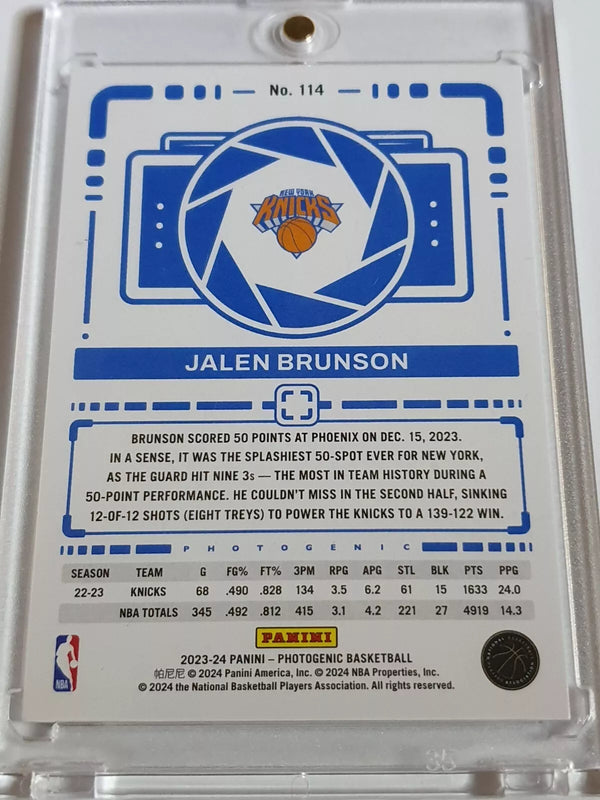 No. 114
NEW YORK
KNICKS
JALEN BRUNSON
BRUNSON SCORED 50 POINTS AT PHOENIX ON DEC. 15, 2023.
IN A SENSE, IT WAS THE SPLASHIEST 50-SPOT EVER FOR NEW YORK,
AS THE GUARD HIT NINE 3s — THE MOST IN TEAM HISTORY DURING A
50-POINT PERFORMANCE. HE COULDN'T MISS IN THE SECOND HALF, SINKING
12-OF-12 SHOTS (EIGHT TREYS) TO POWER THE KNICKS TO A 139-122 WIN.
PHOTOGENIC
SEASON TEAM G FG% FT% 3PM RPG APG STL BLK PTS PPG
22-23 KNICKS 68 .490 .828 134 3.5 6.2 61 15 1633 24.0
NBA TOTALS 345 .492 .812 415 3.1 4.2 221 27 4919 14.3
PANINI
2023-24 PANINI – PHOTOGENIC BASKETBALL
帕尼尼 © 2024 Panini America, Inc. © 2024 NBA Properties, Inc.
© 2024 the National Basketball Players Association. All rights reserved.
NBA
NATIONAL BASKETBALL
PLAYERS ASSOCIATION